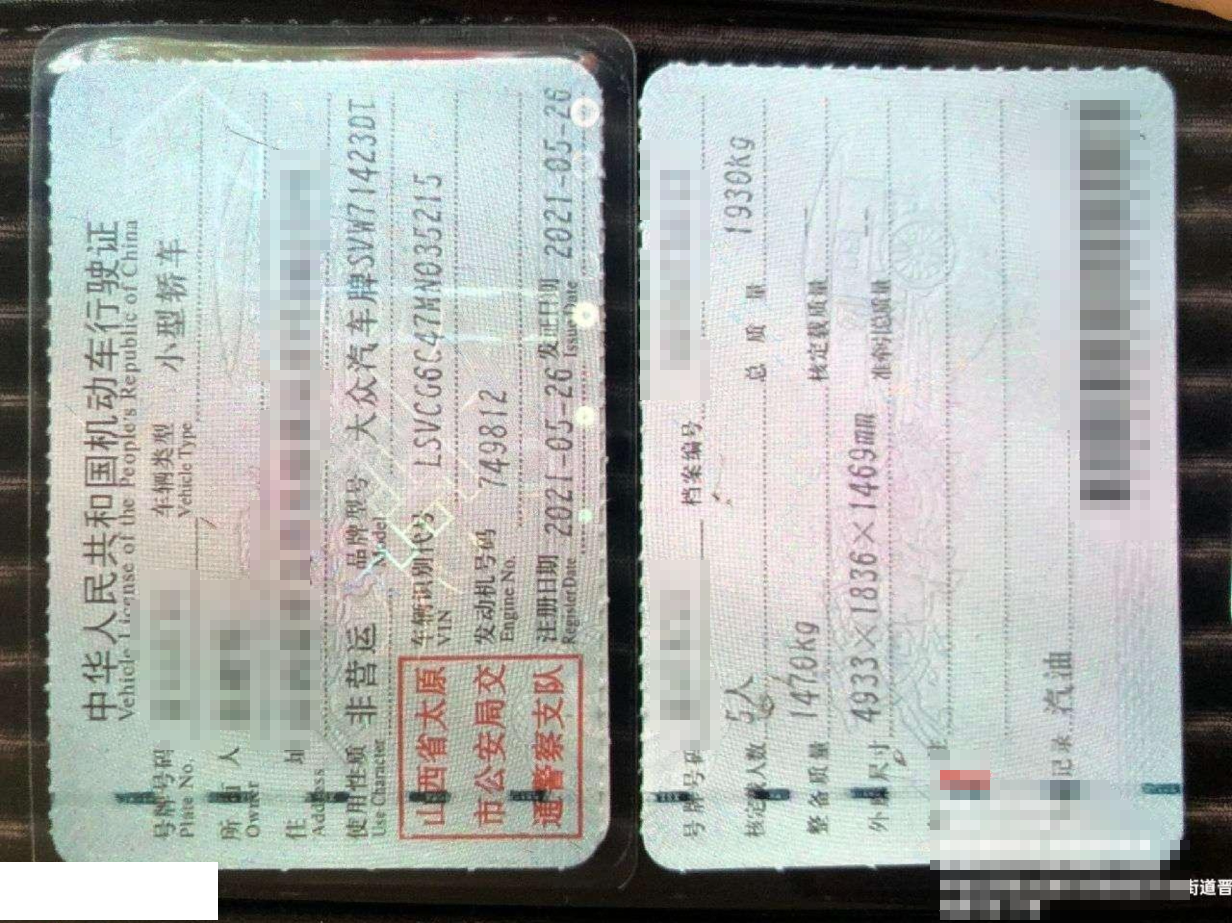 中华人民共和国机动车行驶证
Vehicle License of the People's Republic of China
号牌号码 车辆类型 小型轿车
Plate No. Vehicle Type
所有人
Owner
住址
Address
使用性质 非营运 品牌型号 大众汽车牌SVW71423DT
Use Character Model
山西省太原
市公安局交
通警察支队
车辆识别代号 LSVCG6C47MN035215
VIN
发动机号码 749812
Engine No.
注册日期 2021-05-26 发证日期 2021-05-26
Register Date Issue Date
号牌号码 档案编号
核定载人数 5人 总质量 1930kg
整备质量 1470kg 核定载质量 --
外廓尺寸 4933×1836×1469mm 准牵引总质量 --
记录 汽油
街道晋